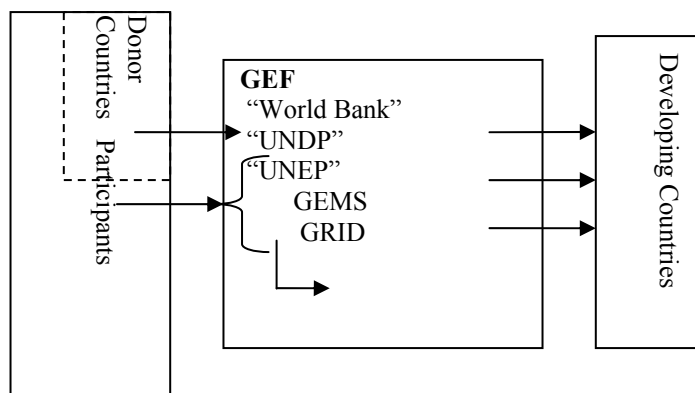 Donor
Countries
Participants
GEF
“World Bank”
“UNDP”
“UNEP”
GEMS
GRID
Developing Countries